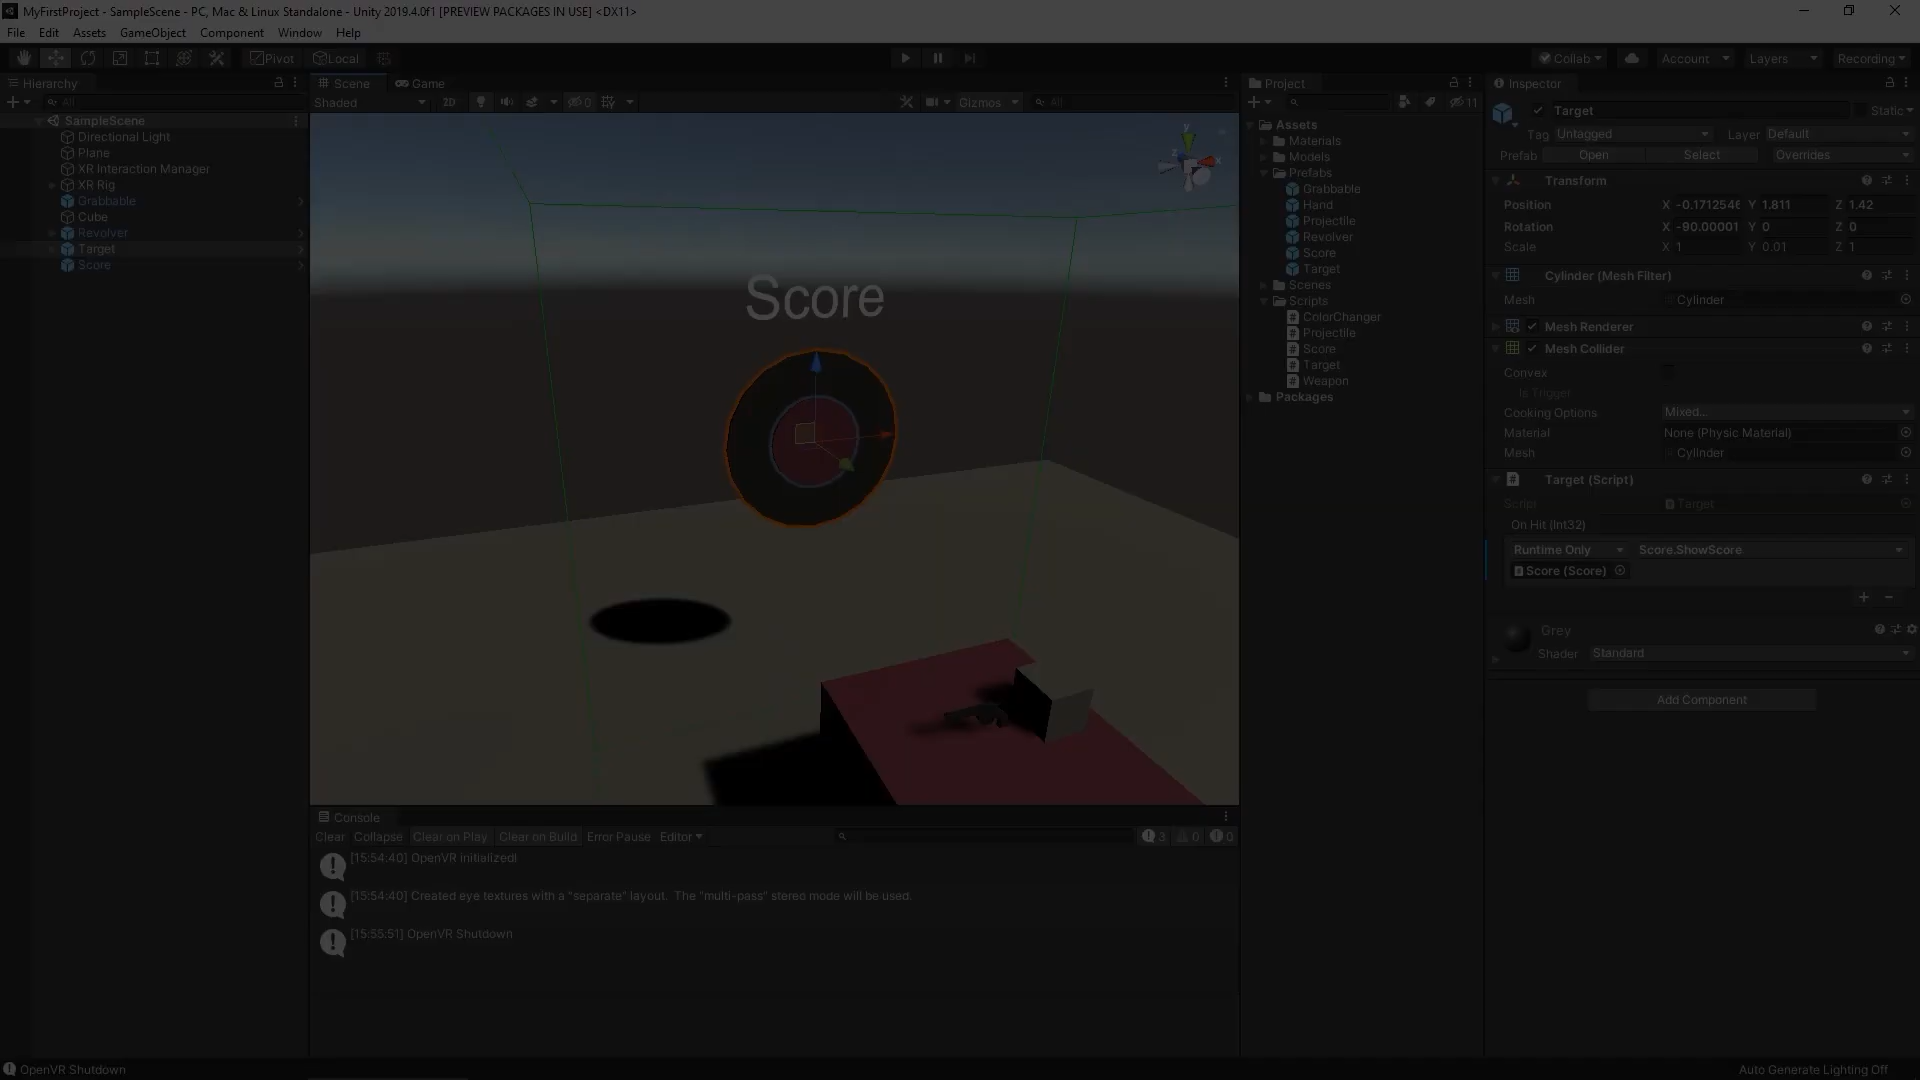 MyFirstProject - SampleScene - PC, Mac & Linux Standalone - Unity 2019.4.0f1 [PREVIEW PACKAGES IN USE] <DX11>
File Edit Assets GameObject Component Window Help
Pivot Local Collab Account Layers Recording
Hierarchy
All
SampleScene
Directional Light
Plane
XR Interaction Manager
XR Rig
Grabbable
Cube
Revolver
Target
Score
Scene Game
Shaded 2D 0 Gizmos All
y
x
z
Score
Console
Clear Collapse Clear on Play Clear on Build Error Pause Editor 3 0 0
[15:54:40] OpenVR initialized!
[15:54:40] Created eye textures with a "separate" layout. The "multi-pass" stereo mode will be used.
[15:55:51] OpenVR Shutdown
Project
11
Assets
Materials
Models
Prefabs
Grabbable
Hand
Projectile
Revolver
Score
Target
Scenes
Scripts
ColorChanger
Projectile
Score
Target
Weapon
Packages
Inspector
Target Static
Tag Untagged Layer Default
Prefab Open Select Overrides
Transform
Position X -0.1712546 Y 1.811 Z 1.42
Rotation X -90.00001 Y 0 Z 0
Scale X 1 Y 0.01 Z 1
Cylinder (Mesh Filter)
Mesh Cylinder
Mesh Renderer
Mesh Collider
Convex
Is Trigger
Cooking Options Mixed...
Material None (Physic Material)
Mesh Cylinder
Target (Script)
Script Target
On Hit (Int32)
Runtime Only Score.ShowScore
Score (Score)
Grey
Shader Standard
Add Component
OpenVR Shutdown
Auto Generate Lighting Off